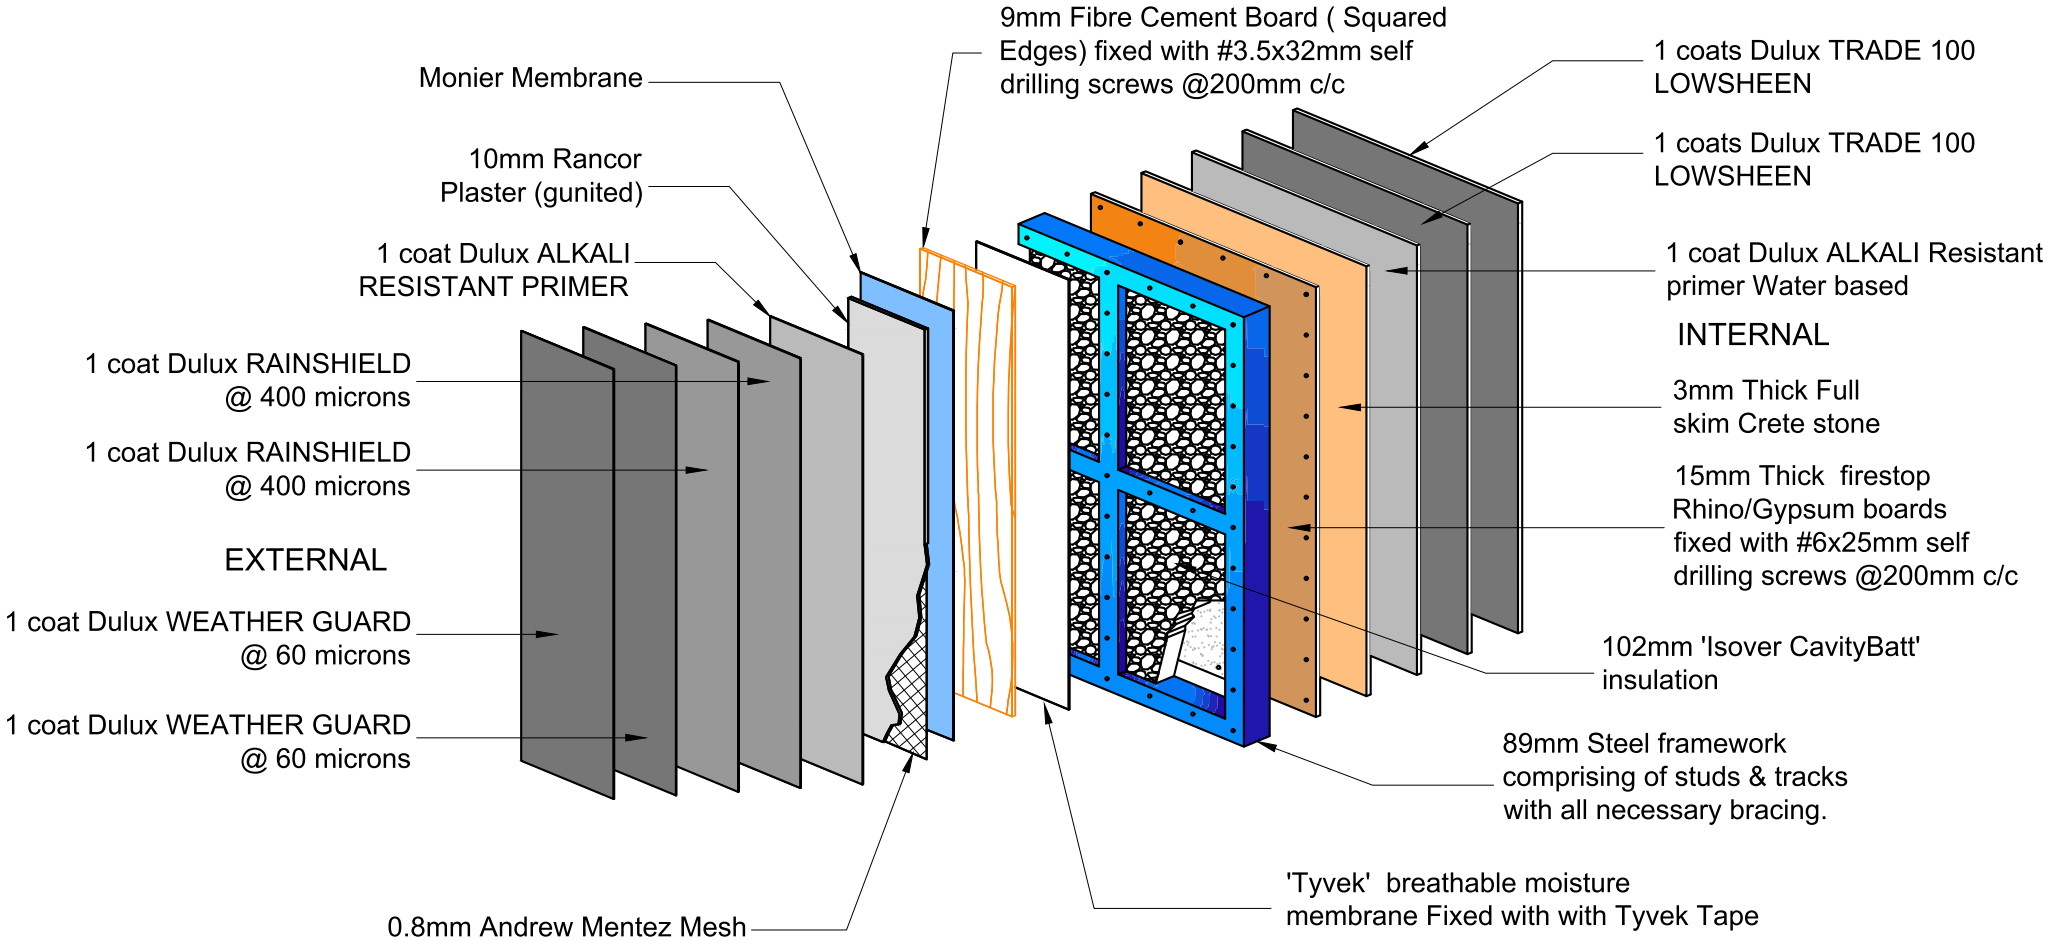 9mm Fibre Cement Board ( Squared
Edges) fixed with #3.5x32mm self
drilling screws @200mm c/c
Monier Membrane
10mm Rancor
Plaster (gunited)
1 coat Dulux ALKALI
RESISTANT PRIMER
1 coat Dulux RAINSHIELD
@ 400 microns
1 coat Dulux RAINSHIELD
@ 400 microns
EXTERNAL
1 coat Dulux WEATHER GUARD
@ 60 microns
1 coat Dulux WEATHER GUARD
@ 60 microns
0.8mm Andrew Mentez Mesh
1 coats Dulux TRADE 100
LOWSHEEN
1 coats Dulux TRADE 100
LOWSHEEN
1 coat Dulux ALKALI Resistant
primer Water based
INTERNAL
3mm Thick Full
skim Crete stone
15mm Thick firestop
Rhino/Gypsum boards
fixed with #6x25mm self
drilling screws @200mm c/c
102mm 'Isover CavityBatt'
insulation
89mm Steel framework
comprising of studs & tracks
with all necessary bracing.
'Tyvek' breathable moisture
membrane Fixed with with Tyvek Tape